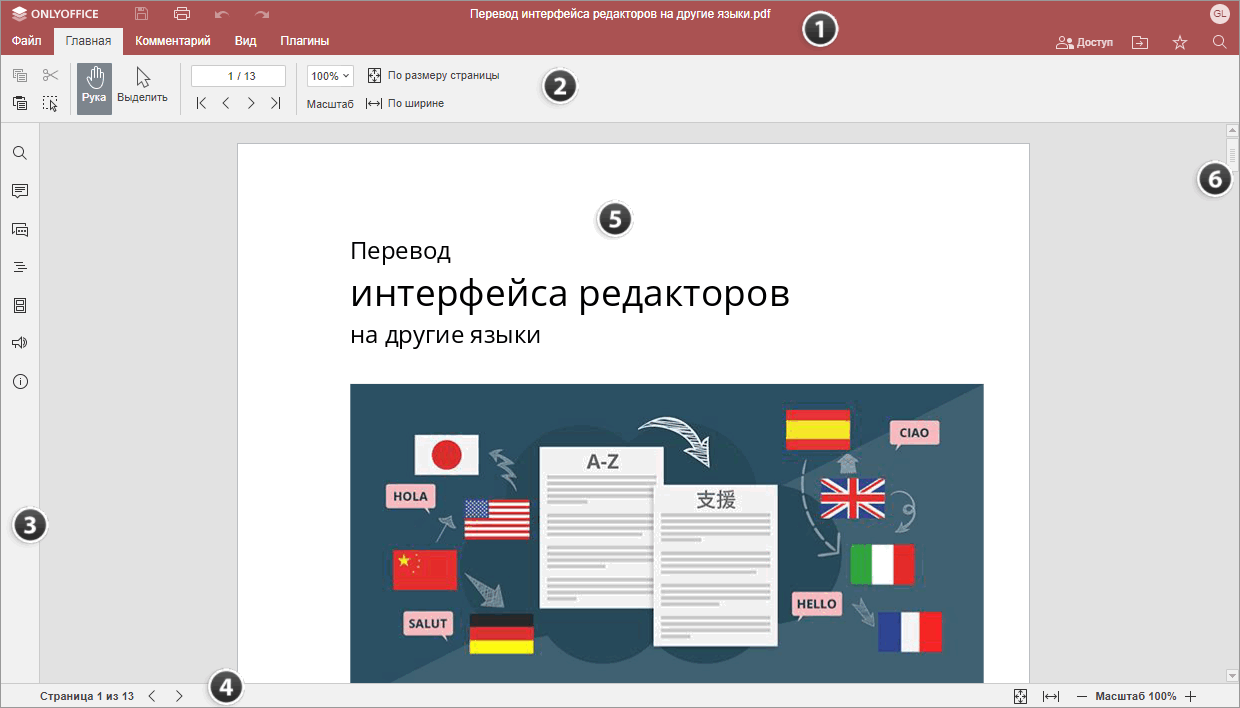 ONLYOFFICE
Перевод интерфейса редакторов на другие языки.pdf
GL
Файл Главная Комментарий Вид Плагины
Доступ
1
Рука
Выделить
1 / 13
100%
Масштаб
По размеру страницы
По ширине
2
6
5
Перевод
интерфейса редакторов
на другие языки
A-Z
支援
CIAO
HOLA
HELLO
SALUT
3
Страница 1 из 13
4
Масштаб 100%